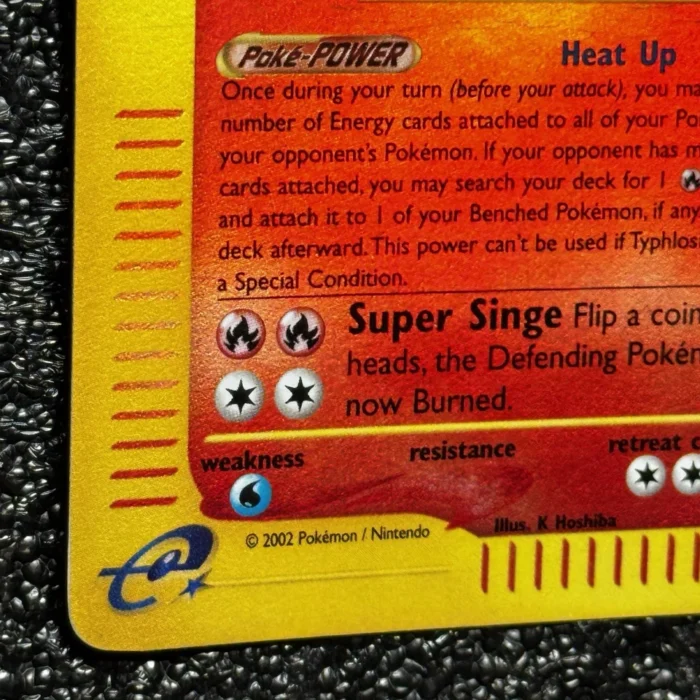 Poké-POWER Heat Up
Once during your turn (before your attack), you ma
number of Energy cards attached to all of your Po
your opponent's Pokémon. If your opponent has m
cards attached, you may search your deck for 1
and attach it to 1 of your Benched Pokémon, if any
deck afterward. This power can't be used if Typhlos
a Special Condition.
Super Singe Flip a coin
heads, the Defending Pokém
now Burned.
weakness resistance retreat c
Illus. K Hoshiba
© 2002 Pokémon / Nintendo
e